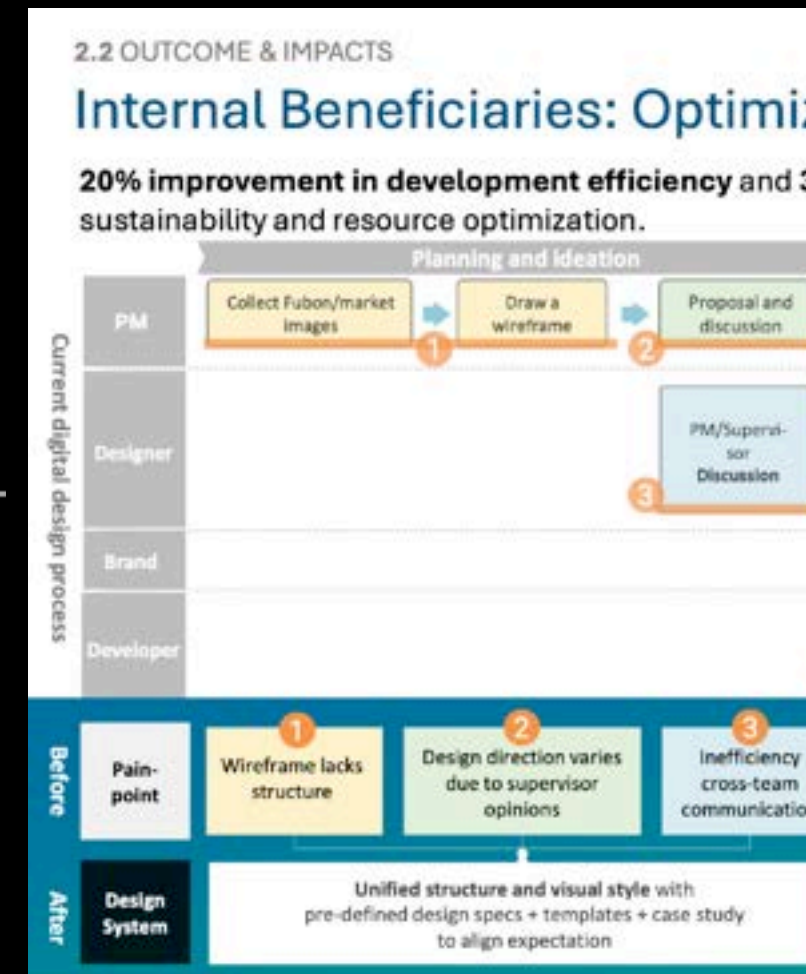 2.2 OUTCOME & IMPACTS
Internal Beneficiaries: Optimiz
20% improvement in development efficiency and 3
sustainability and resource optimization.
Planning and ideation
Current digital design process
PM
Collect Fubon/market
images
Draw a
wireframe
Proposal and
discussion
1
2
Designer
PM/Supervi-
sor
Discussion
3
Brand
Developer
Before
Pain-
point
1
Wireframe lacks
structure
2
Design direction varies
due to supervisor
opinions
3
Inefficiency
cross-team
communicatio
After
Design
System
Unified structure and visual style with
pre-defined design specs + templates + case study
to align expectation